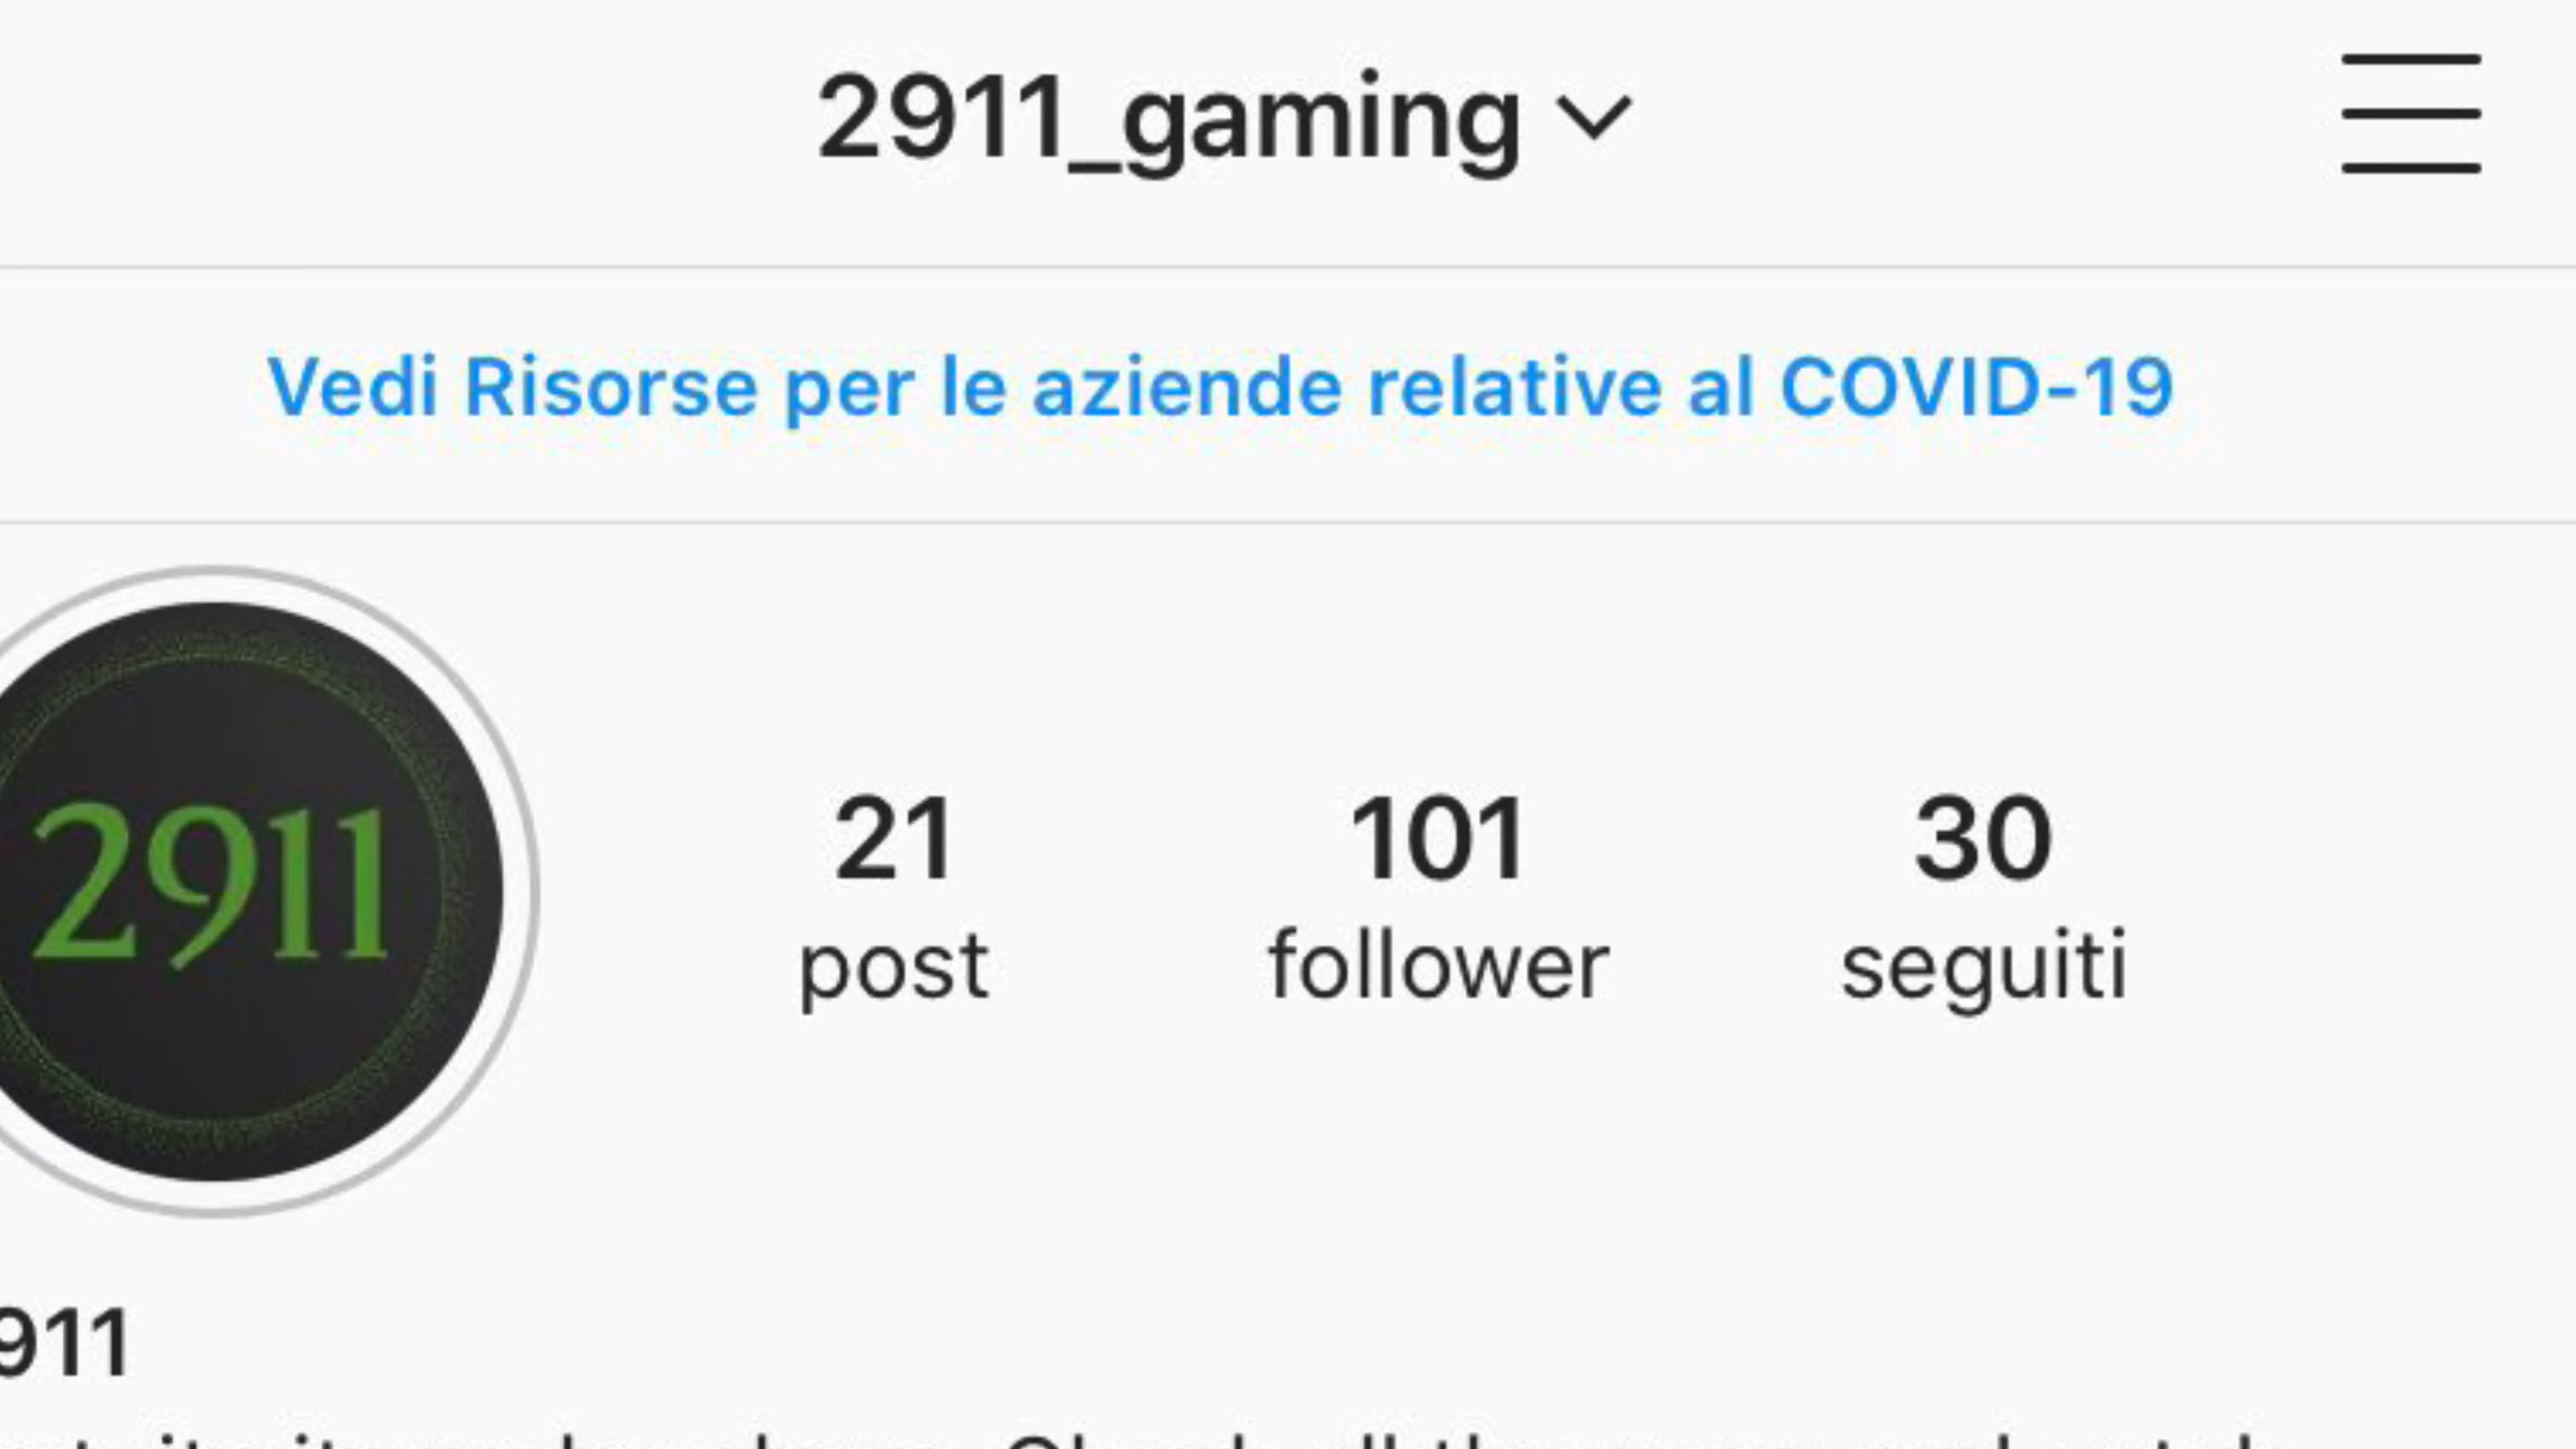 2911_gaming
Vedi Risorse per le aziende relative al COVID-19
2911
21 101 30
post follower seguiti
911